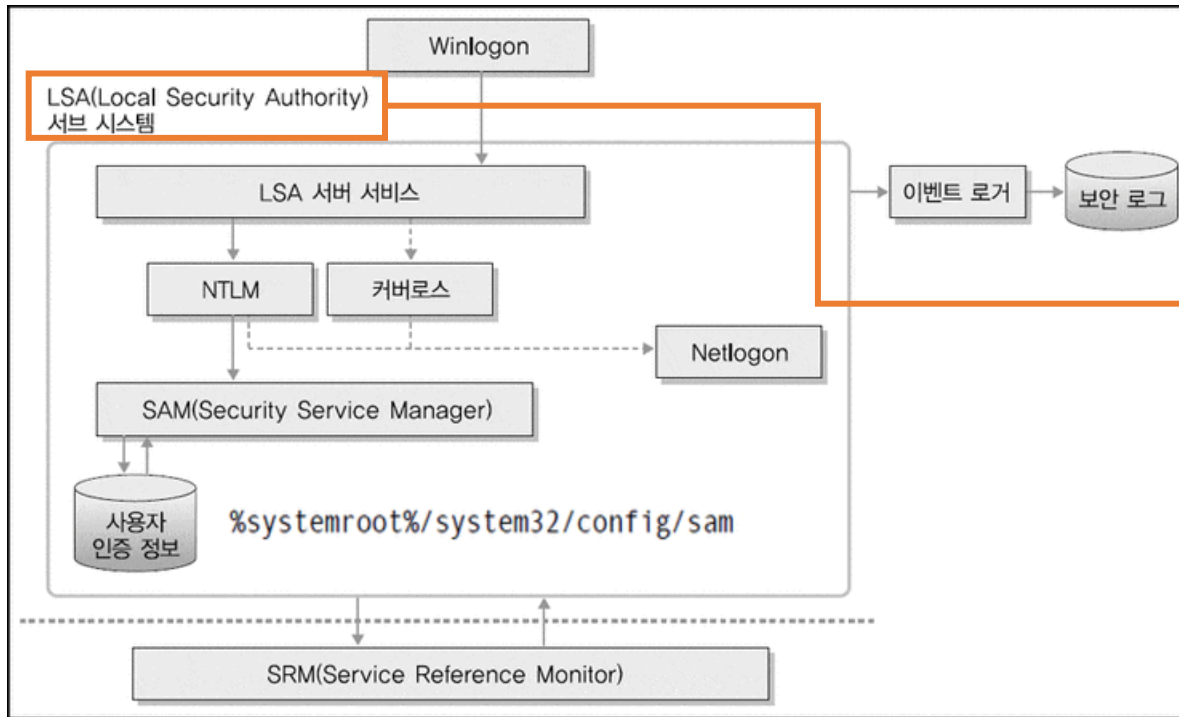 Winlogon
LSA(Local Security Authority)
서브 시스템
LSA 서버 서비스
이벤트 로거
보안 로그
NTLM
커버로스
Netlogon
SAM(Security Service Manager)
사용자
인증 정보
%systemroot%/system32/config/sam
SRM(Service Reference Monitor)